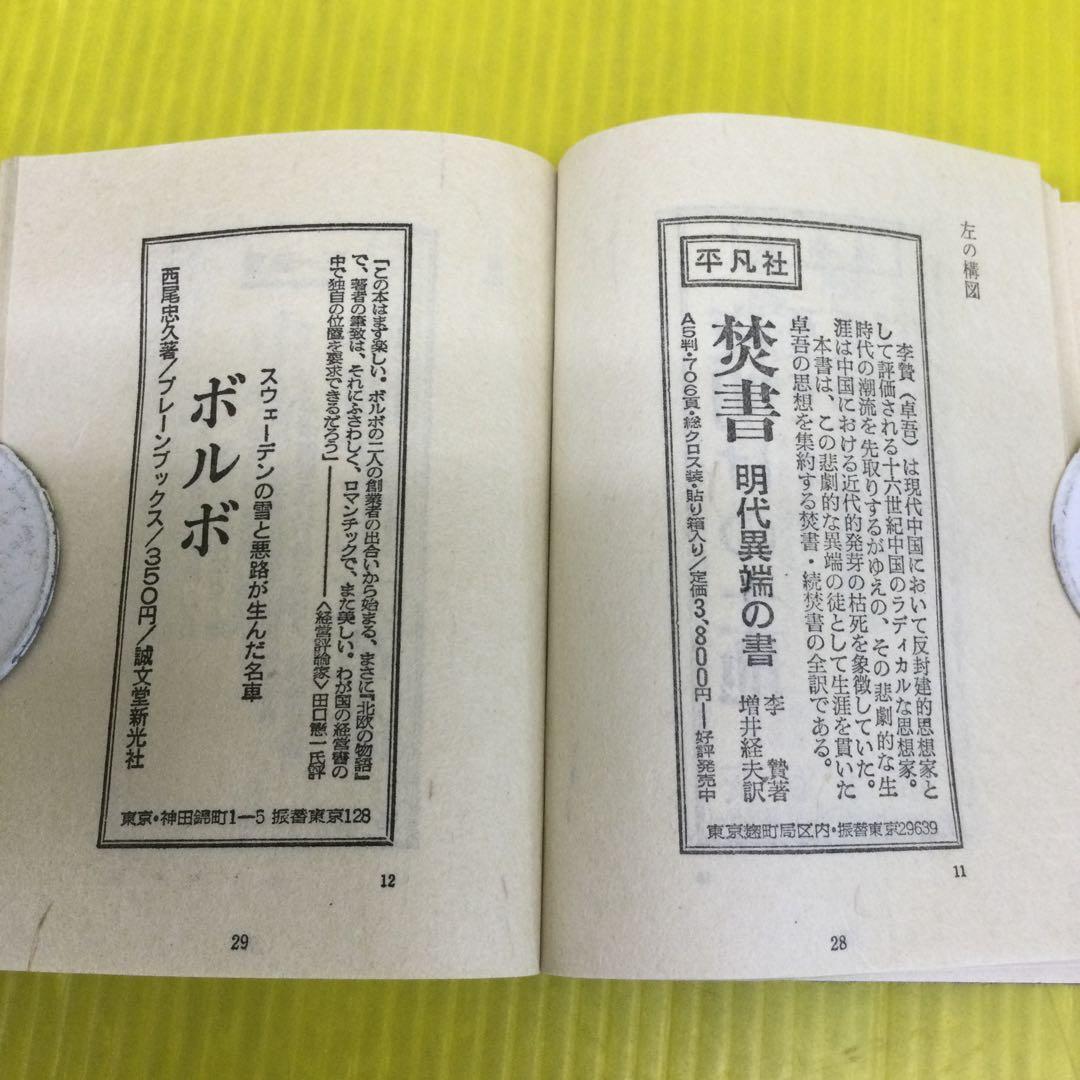 左の構図
李贄（卓吾）は現代中国において反封建的思想家と
して評価される十六世紀中国のラディカルな思想家。
時代の潮流を先取りするがゆえの、その悲劇的な生
涯は中国における近代的発芽の枯死を象徴していた。
本書は、この悲劇的な異端の徒として生涯を貫いた
卓吾の思想を集約する焚書・続焚書の全訳である。
平凡社
焚書 明代異端の書
李贄著
増井経夫訳
A5判・706頁・総クロス装・貼り箱入り／定価3,800円―好評発売中
東京麹町局区内・振替東京29639
11
28
「この本はまず楽しい。ボルボの二人の創業者の出合いから始まる、まさに『北欧の物語』
で、著者の筆致は、それにふさわしく、ロマンチックで、また美しい。わが国の経営書の
中で独自の位置を要求できるだろう」――〈経営評論家〉田口憲一氏評
スウェーデンの雪と悪路が生んだ名車
ボルボ
西尾忠久著／ブレーンブックス／350円／誠文堂新光社
東京・神田錦町1―5 振替東京128
12
29